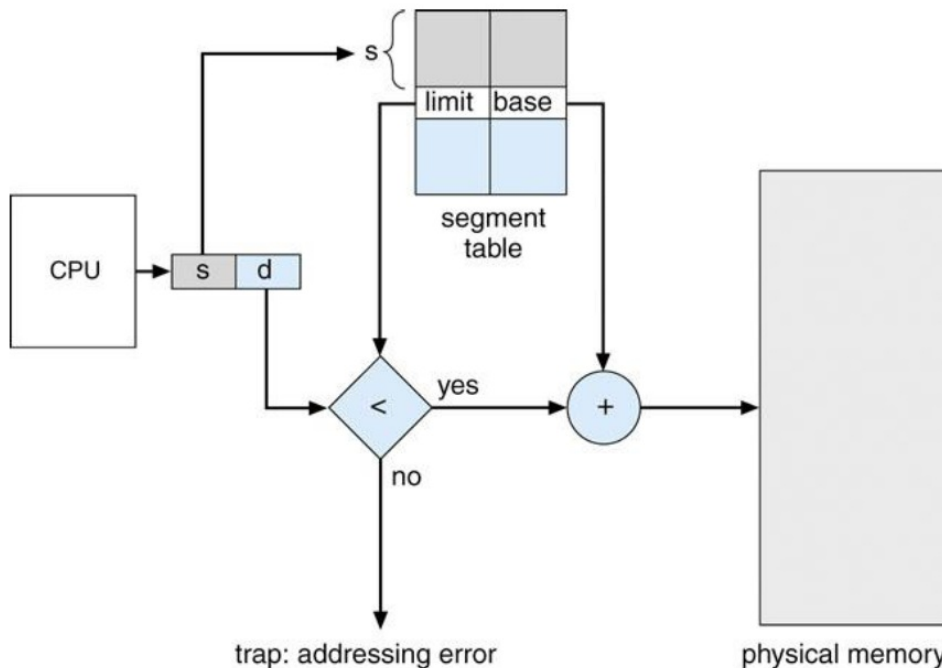 s
limit base
segment
table
CPU
s d
<
yes
+
no
trap: addressing error
physical memory